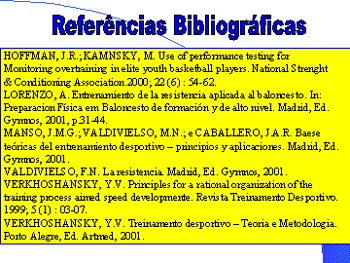 Referências Bibliográficas
HOFFMAN, J.R.; KAMNSKY, M. Use of performance testing for
Monitoring overtraining in elite youth basketball players. National Strenght
& Conditioning Association.2000; 22 (6) : 54-62.
LORENZO, A. Entrenamiento de la resistencia aplicada al baloncesto. In:
Preparacion Física em Baloncesto de formación y de alto nivel. Madrid, Ed.
Gymnos, 2001, p.31-44.
MANSO, J.M.G.; VALDIVIELSO, M.N.; e CABALLERO, J.A.R. Baese
teóricas del entrenamiento desportivo – principios y aplicaciones. Madrid, Ed.
Gymnos, 2001.
VALDIVIELSO, F.N. La resistencia. Madrid, Ed. Gymnos, 2001.
VERKHOSHANSKY, Y.V. Principles for a rational organization of the
training process aimed speed developmente. Revista Treinamento Desportivo.
1999; 5 (1) : 03-07.
VERKHOSHANSKY, Y.V. Treinamento desportivo – Teoria e Metodologia.
Porto Alegre, Ed. Artmed, 2001.